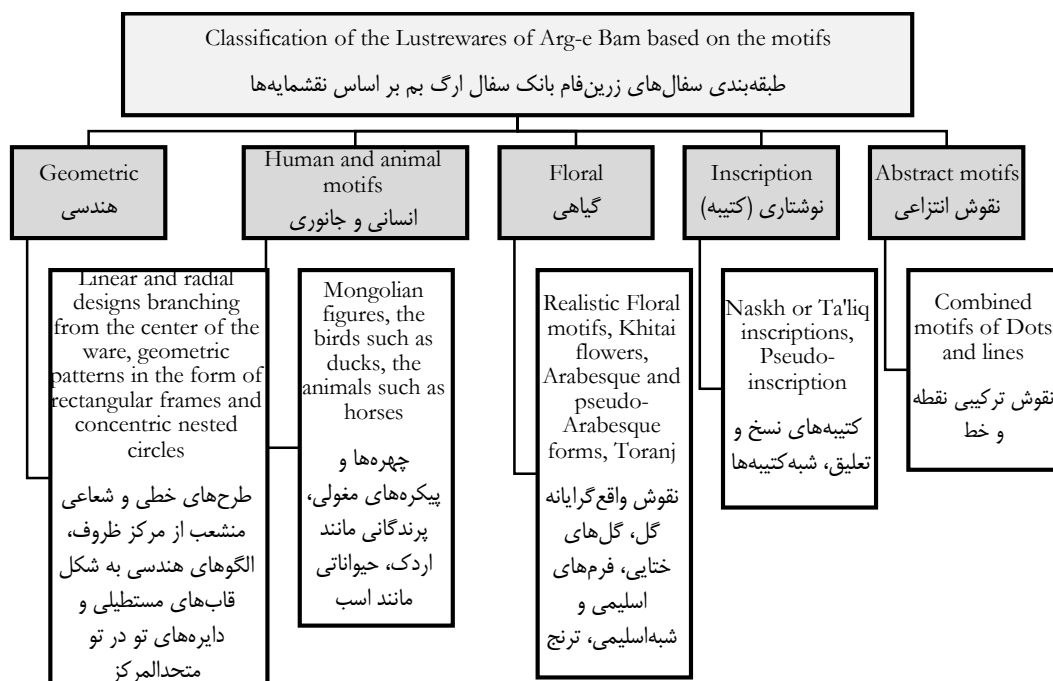 Classification of the Lustrewares of Arg-e Bam based on the motifs
طبقه‌بندی سفال‌های زرین‌فام بانک سفال ارگ بم بر اساس نقشمایه‌ها
Geometric
هندسی
Human and animal
motifs
انسانی و جانوری
Floral
گیاهی
Inscription
نوشتاری (کتیبه)
Abstract motifs
نقوش انتزاعی
Linear and radial
designs branching
from the center of the
ware, geometric
patterns in the form of
rectangular frames and
concentric nested
circles
طرح‌های خطی و شعاعی
منشعب از مرکز ظروف،
الگوهای هندسی به شکل
قاب‌های مستطیلی و
دایره‌های تو در تو
متحدالمرکز
Mongolian
figures, the
birds such as
ducks, the
animals such as
horses
چهره‌ها و
پیکره‌های مغولی،
پرندگانی مانند
اردک، حیواناتی
مانند اسب
Realistic Floral
motifs, Khitai
flowers,
Arabesque and
pseudo-
Arabesque
forms, Toranj
نقوش واقع‌گرایانه
گل، گل‌های
ختایی، فرم‌های
اسلیمی و
شبه‌اسلیمی، ترنج
Naskh or Ta'liq
inscriptions,
Pseudo-
inscription
کتیبه‌های نسخ و
تعلیق، شبه‌کتیبه‌ها
Combined
motifs of Dots
and lines
نقوش ترکیبی نقطه
و خط